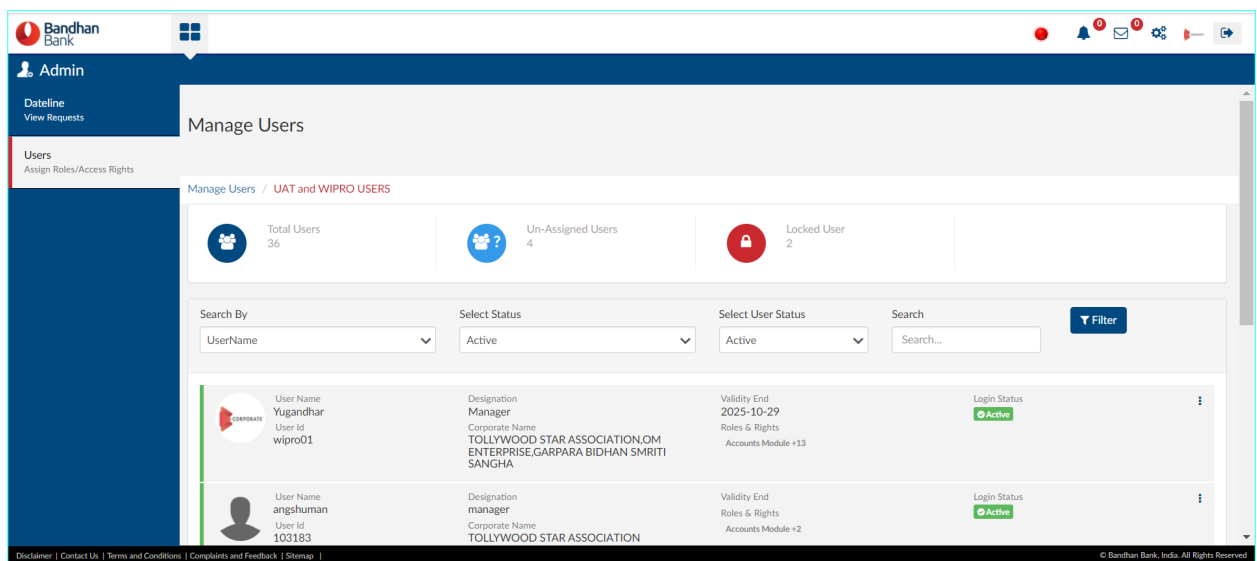 Bandhan
Bank
0
0
Admin
Dateline
View Requests
Users
Assign Roles/Access Rights
Manage Users
Manage Users / UAT and WIPRO USERS
Total Users
36
?
Un-Assigned Users
4
Locked User
2
Search By
UserName
Select Status
Active
Select User Status
Active
Search
Search...
Filter
CORPORATE
User Name
Yugandhar
User Id
wipro01
Designation
Manager
Corporate Name
TOLLYWOOD STAR ASSOCIATION,OM
ENTERPRISE,GARPARA BIDHAN SMRITI
SANGHA
Validity End
2025-10-29
Roles & Rights
Accounts Module +13
Login Status
Active
User Name
angshuman
User Id
103183
Designation
manager
Corporate Name
TOLLYWOOD STAR ASSOCIATION
Validity End
Roles & Rights
Accounts Module +2
Login Status
Active
Disclaimer | Contact Us | Terms and Conditions | Complaints and Feedback | Sitemap |
© Bandhan Bank, India. All Rights Reserved